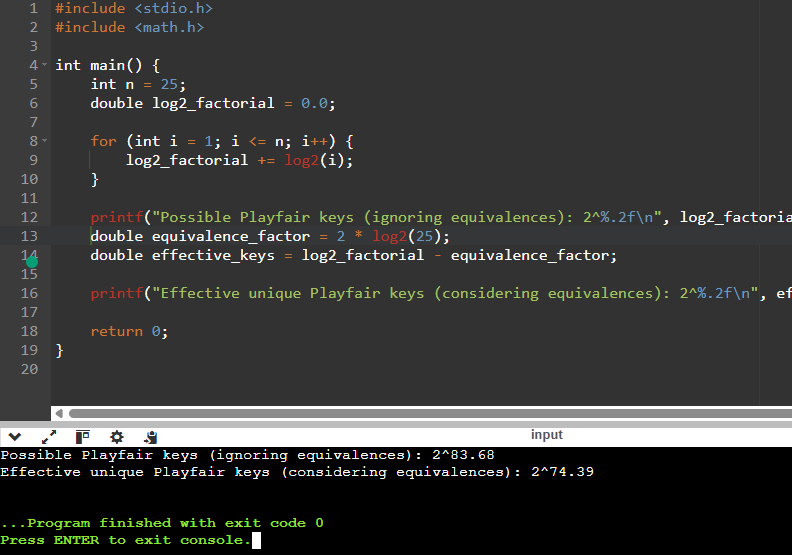 1 #include <stdio.h>
2 #include <math.h>
3
4 int main() {
5 int n = 25;
6 double log2_factorial = 0.0;
7
8 for (int i = 1; i <= n; i++) {
9 log2_factorial += log2(i);
10 }
11
12 printf("Possible Playfair keys (ignoring equivalences): 2^%.2f\n", log2_factoria
13 double equivalence_factor = 2 * log2(25);
14 double effective_keys = log2_factorial - equivalence_factor;
15
16 printf("Effective unique Playfair keys (considering equivalences): 2^%.2f\n", ef
17
18 return 0;
19 }
20
input
Possible Playfair keys (ignoring equivalences): 2^83.68
Effective unique Playfair keys (considering equivalences): 2^74.39
...Program finished with exit code 0
Press ENTER to exit console.